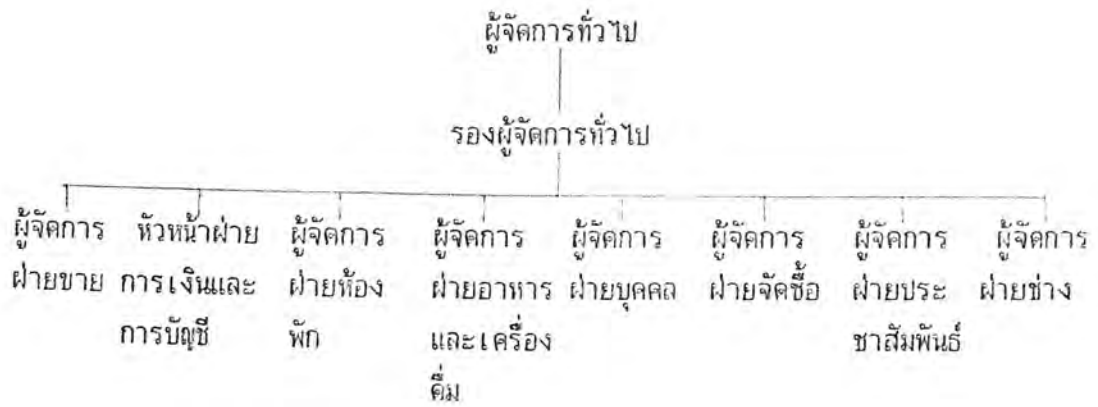 ผู้จัดการทั่วไป
รองผู้จัดการทั่วไป
ผู้จัดการ
ฝ่ายขาย
หัวหน้าฝ่าย
การเงินและ
การบัญชี
ผู้จัดการ
ฝ่ายห้อง
พัก
ผู้จัดการ
ฝ่ายอาหาร
และเครื่อง
ดื่ม
ผู้จัดการ
ฝ่ายบุคคล
ผู้จัดการ
ฝ่ายจัดซื้อ
ผู้จัดการ
ฝ่ายประ
ชาสัมพันธ์
ผู้จัดการ
ฝ่ายช่าง